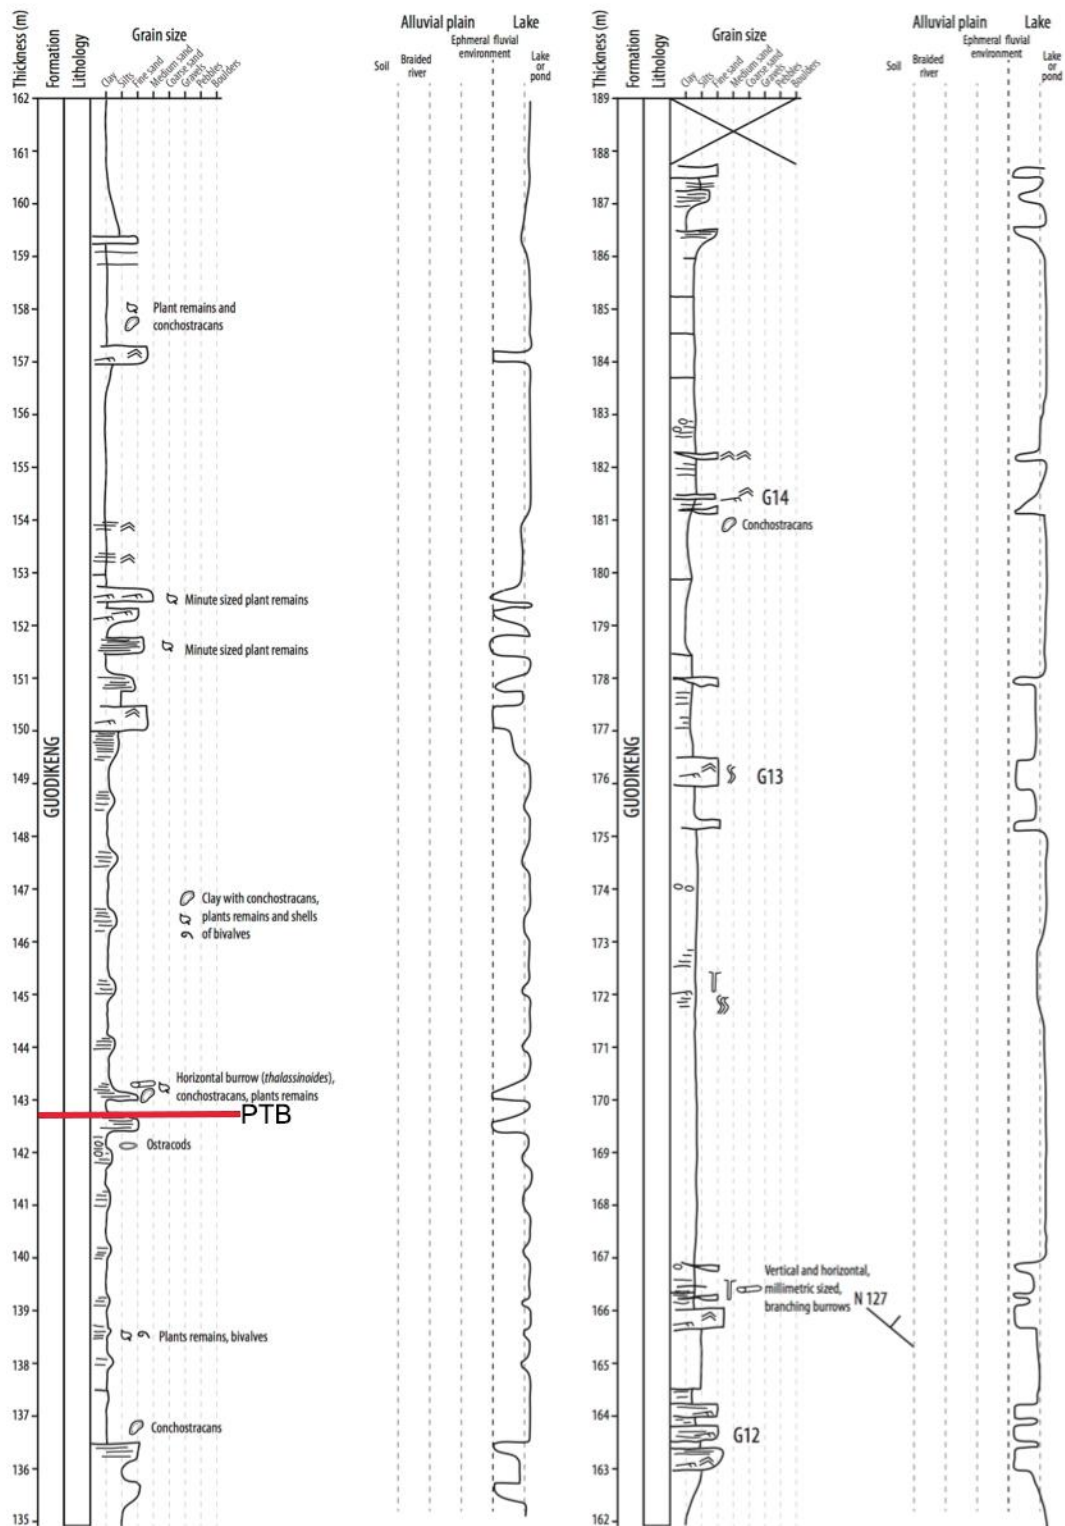 Thickness (m)
Formation
Lithology
Grain size
Clay
Silts
Fine sand
Medium sand
Coarse sand
Gravels
Pebbles
Boulders
Alluvial plain
Lake
Ephemeral fluvial
environment
Soil
Braided
river
Lake
or
pond
162
161
160
159
158
157
156
155
154
153
152
151
150
149
148
147
146
145
144
143
142
141
140
139
138
137
136
135
GUODIKENG
Plant remains and
conchostracans
Minute sized plant remains
Minute sized plant remains
Clay with conchostracans,
plants remains and shells
of bivalves
Horizontal burrow (thalassinoides),
conchostracans, plants remains
PTB
Ostracods
Plants remains, bivalves
Conchostracans
Thickness (m)
Formation
Lithology
Grain size
Clay
Silts
Fine sand
Medium sand
Coarse sand
Gravels
Pebbles
Boulders
Alluvial plain
Lake
Ephemeral fluvial
environment
Soil
Braided
river
Lake
or
pond
189
188
187
186
185
184
183
182
181
180
179
178
177
176
175
174
173
172
171
170
169
168
167
166
165
164
163
162
GUODIKENG
G14
Conchostracans
G13
Vertical and horizontal,
millimetric sized,
branching burrows
N 127
G12